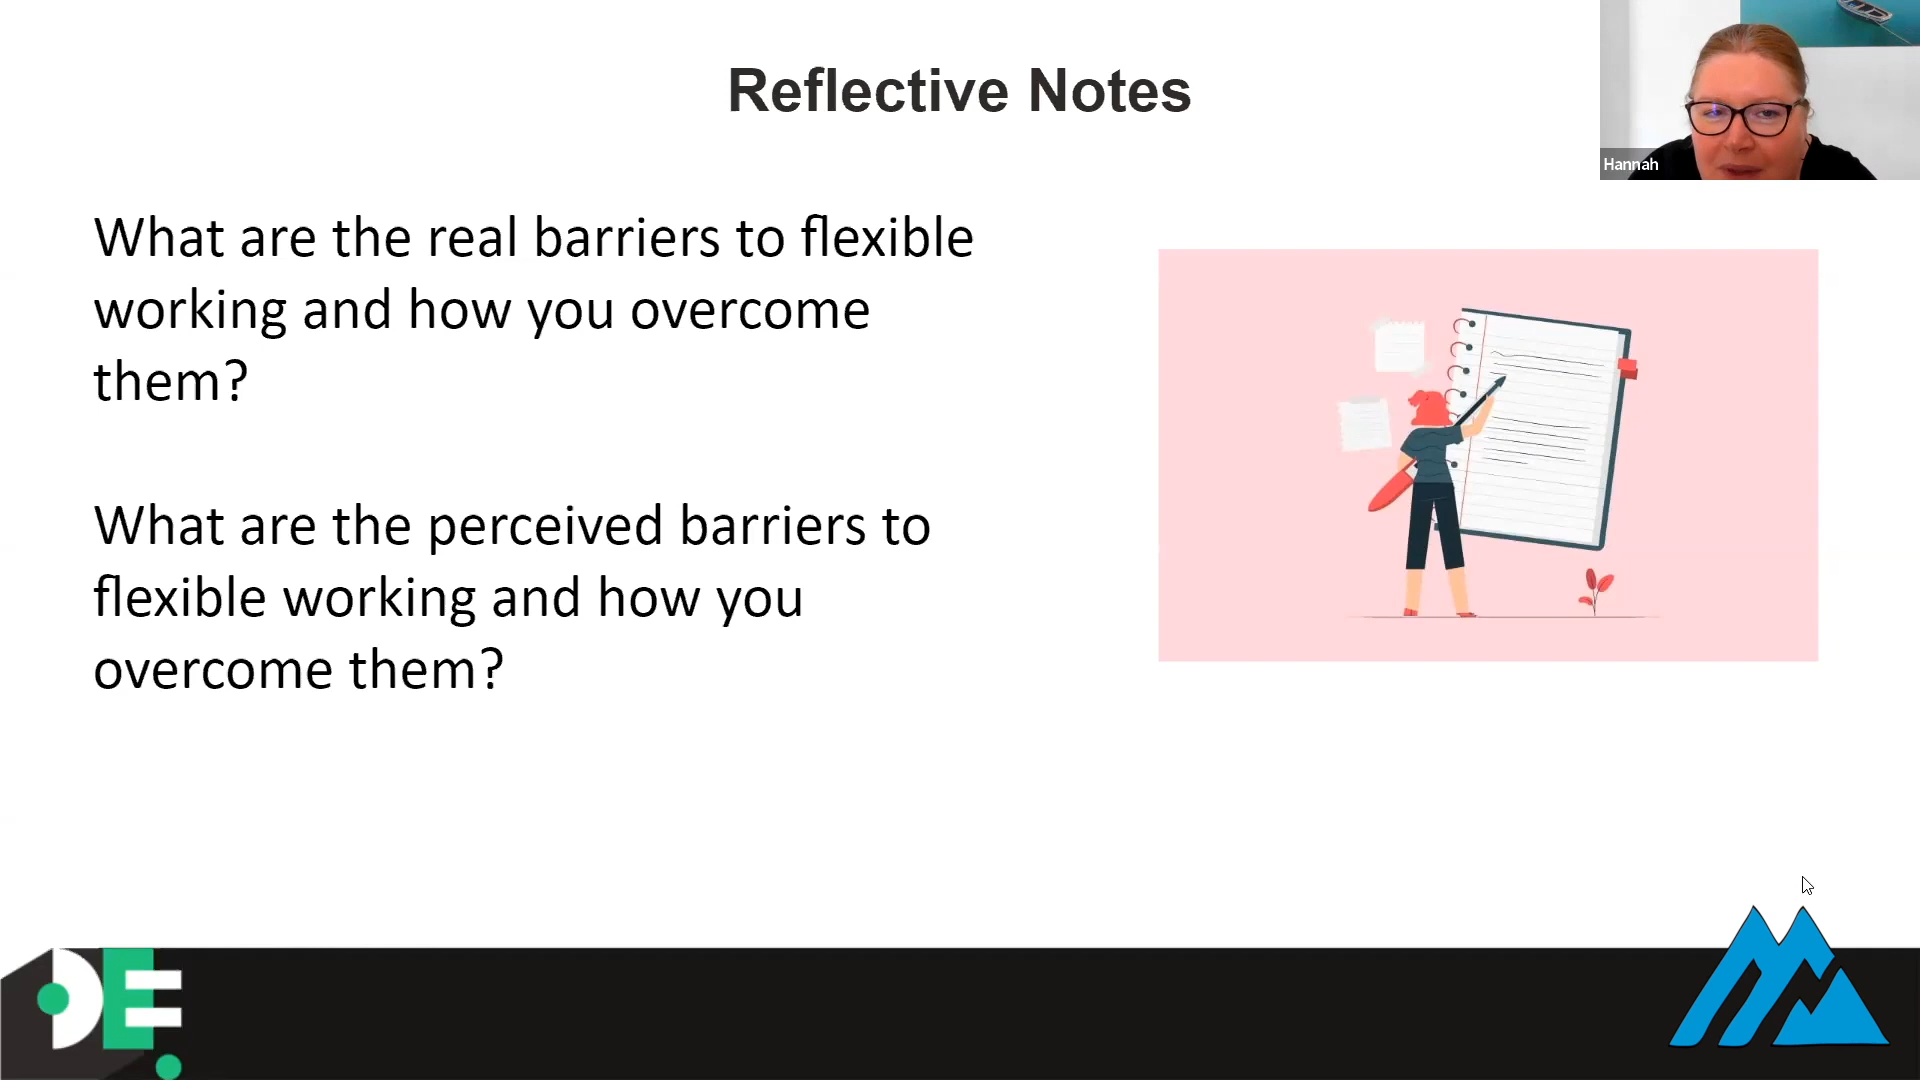 Reflective Notes
Hannah
What are the real barriers to flexible
working and how you overcome
them?
What are the perceived barriers to
flexible working and how you
overcome them?
DE